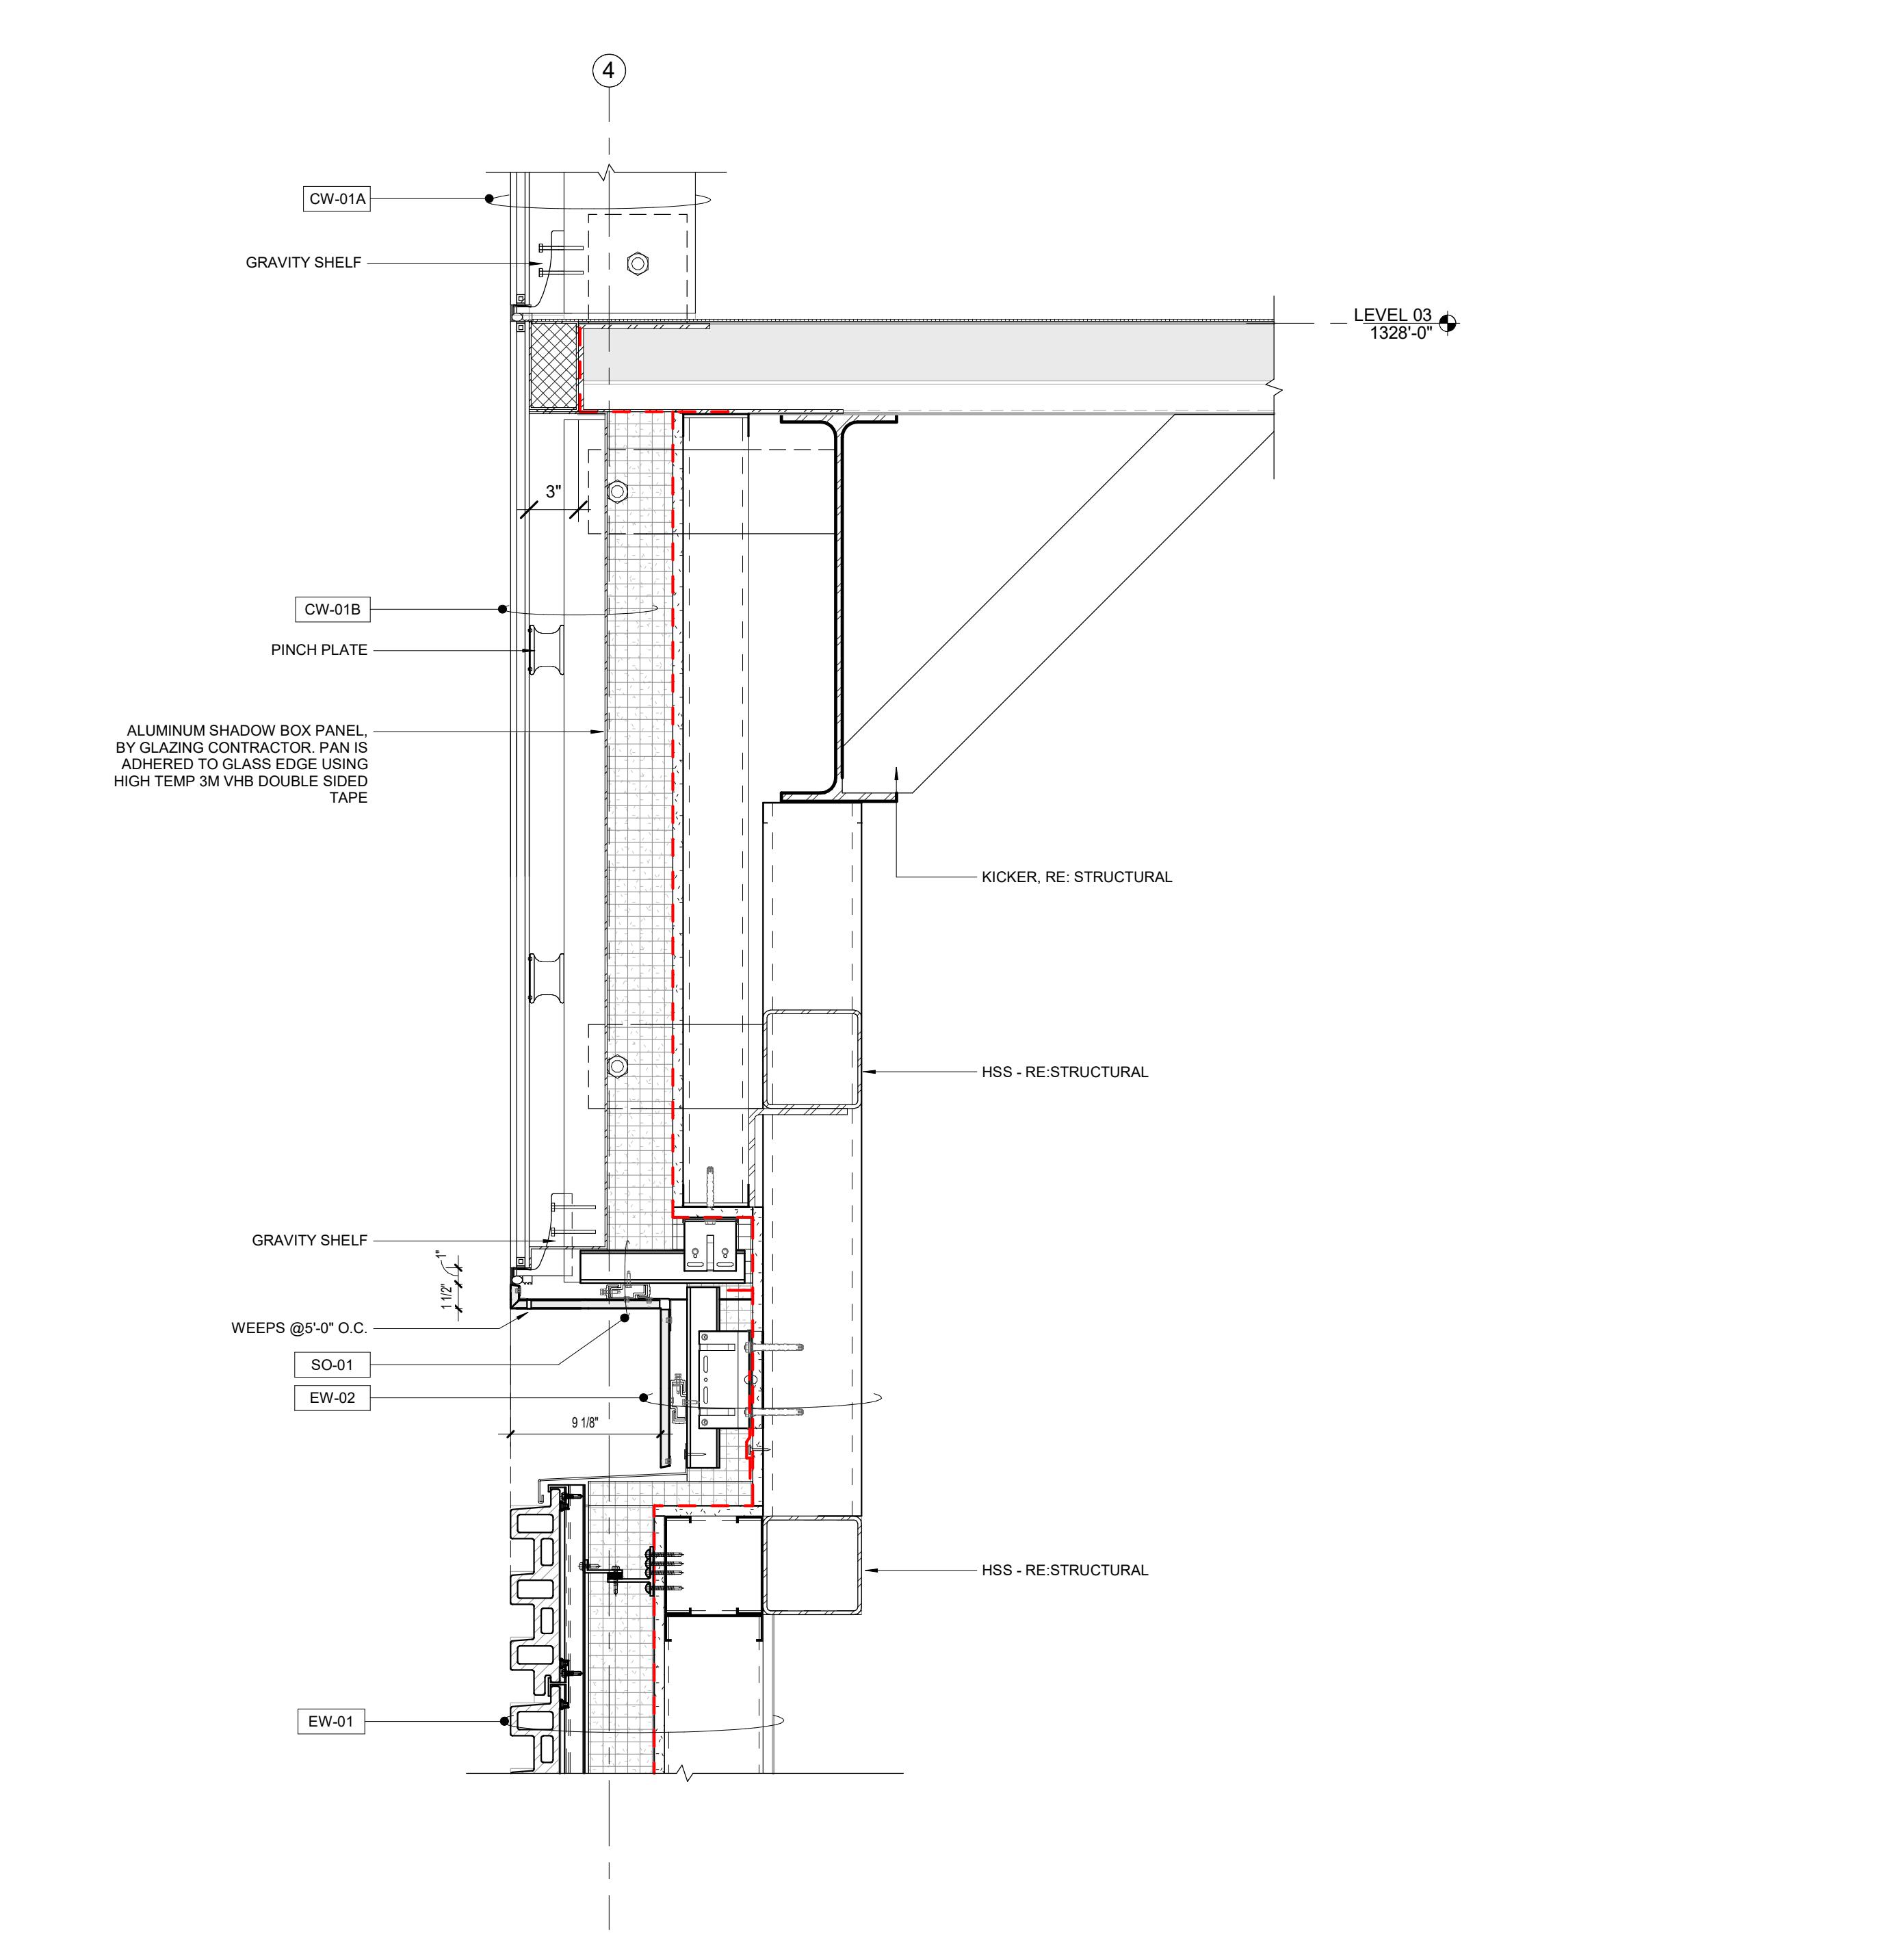 4
CW-01A
GRAVITY SHELF
LEVEL 03
1328'-0"
3"
CW-01B
PINCH PLATE
ALUMINUM SHADOW BOX PANEL,
BY GLAZING CONTRACTOR. PAN IS
ADHERED TO GLASS EDGE USING
HIGH TEMP 3M VHB DOUBLE SIDED
TAPE
KICKER, RE: STRUCTURAL
HSS - RE:STRUCTURAL
GRAVITY SHELF
1"
1 1/2"
WEEPS @5'-0" O.C.
SO-01
EW-02
9 1/8"
HSS - RE:STRUCTURAL
EW-01